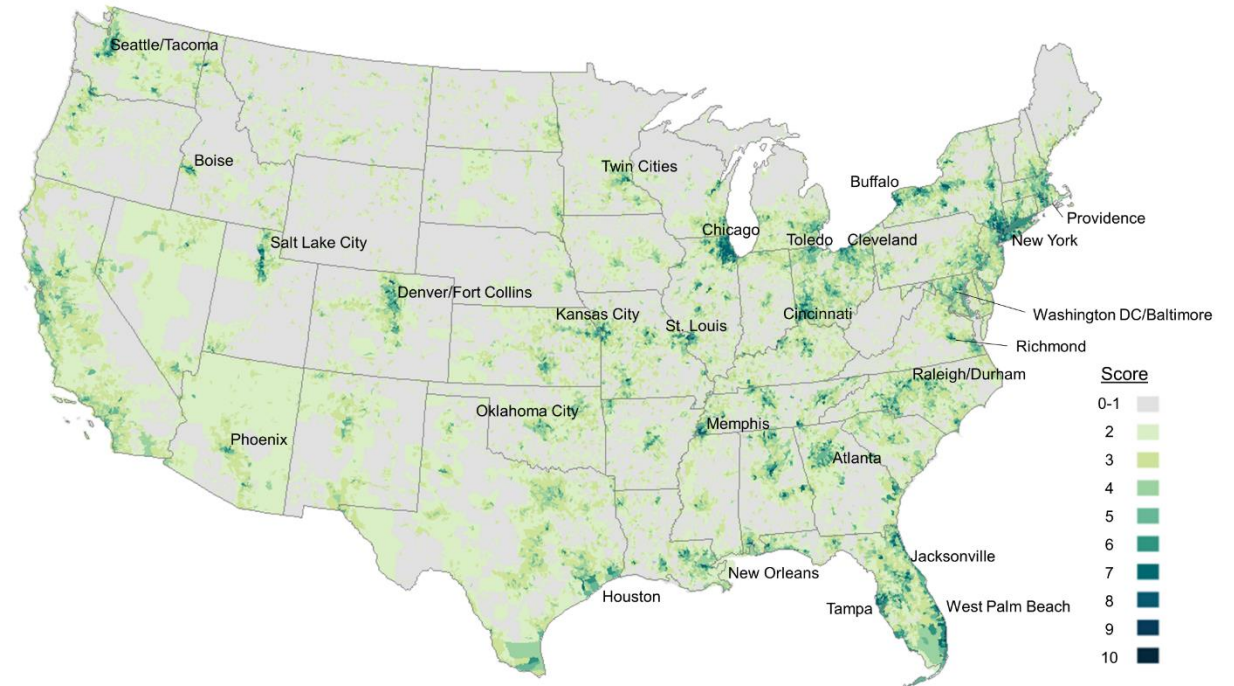 Seattle/Tacoma
Boise
Twin Cities
Buffalo
Providence
Chicago
Toledo
Cleveland
New York
Salt Lake City
Denver/Fort Collins
Kansas City
St. Louis
Cincinnati
Washington DC/Baltimore
Richmond
Raleigh/Durham
Oklahoma City
Memphis
Phoenix
Atlanta
Jacksonville
New Orleans
Houston
Tampa
West Palm Beach
Score
0-1
2
3
4
5
6
7
8
9
10